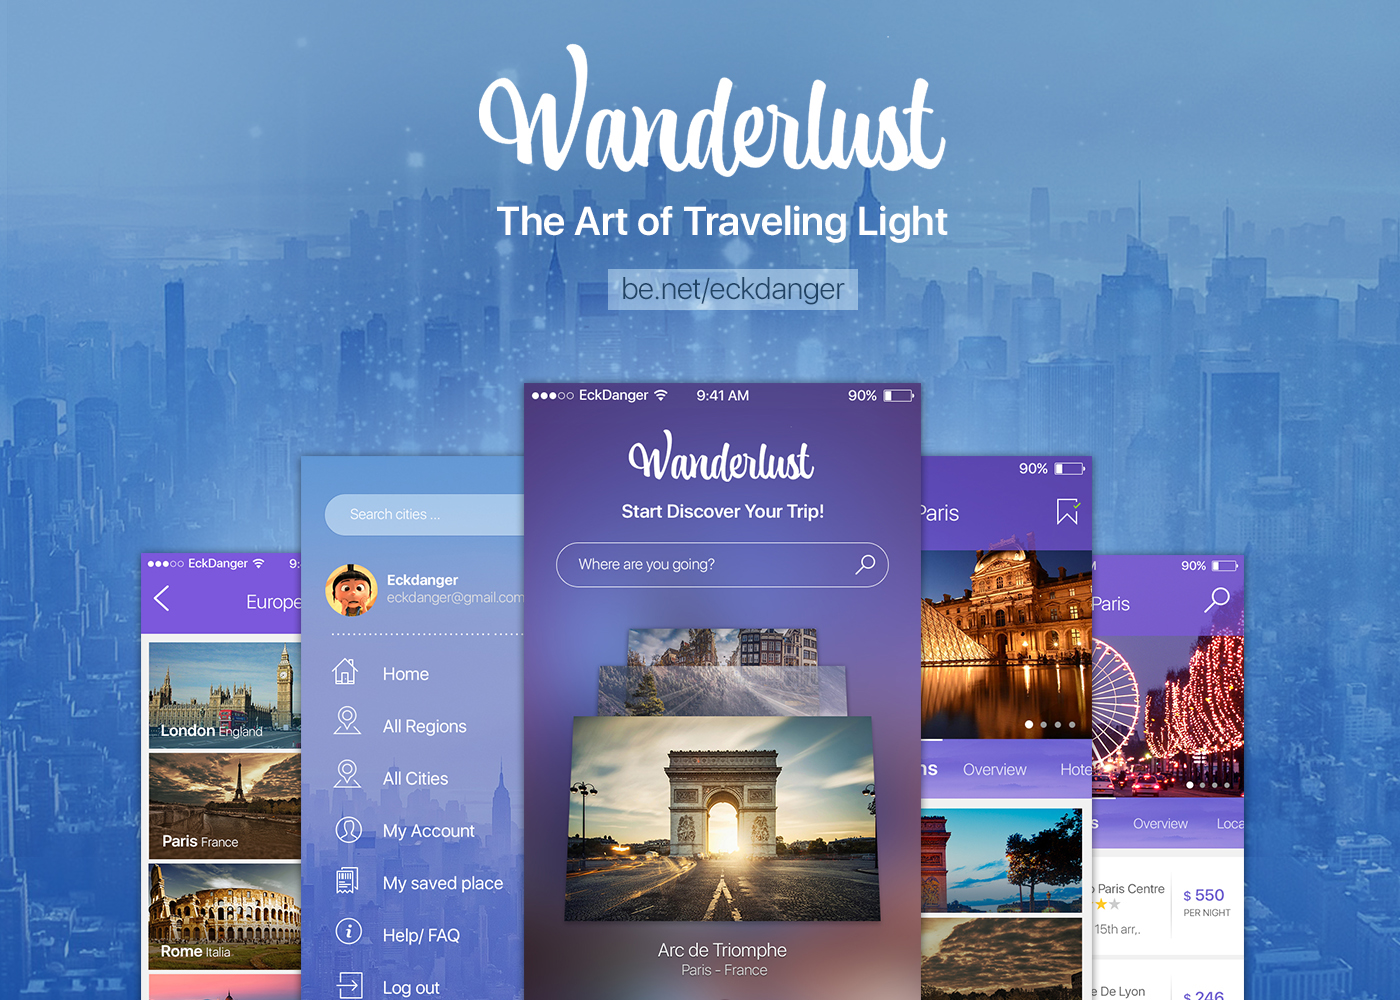 Wanderlust
The Art of Traveling Light
be.net/eckdanger
EckDanger 9:41 AM 90%
Wanderlust
Start Discover Your Trip!
Where are you going?
Arc de Triomphe
Paris - France
Search cities ...
Eckdanger
eckdanger@gmail.com
Home
All Regions
All Cities
My Account
My saved place
Help/ FAQ
Log out
EckDanger 9:
Europe
London England
Paris France
Rome Italia
90%
Paris
Overview
90%
Paris
Overview
Paris Centre
$ 550
PER NIGHT
15th arr,.
De Lyon
$ 246